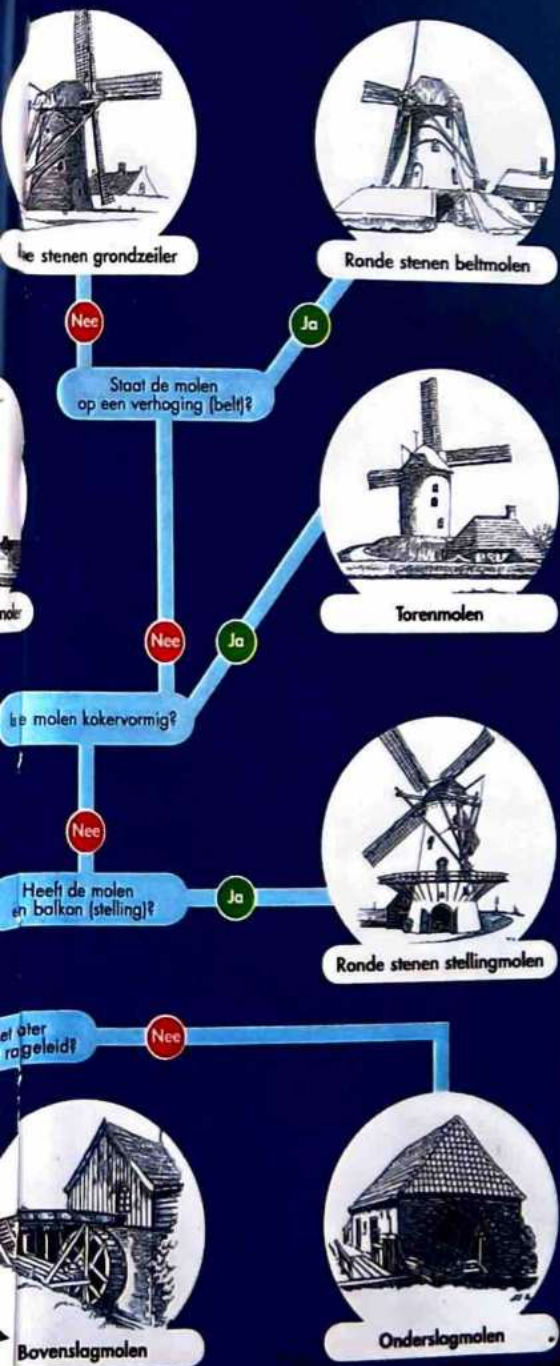 stenen grondzeiler
Ronde stenen beltmolen
Nee
Ja
Staat de molen
op een verhoging (belt)?
Torenmolen
Nee
Ja
molen kokervormig?
Nee
Heeft de molen
balkon (stelling)?
Ja
Ronde stenen stellingmolen
Nee
Bovenslagmolen
Onderslagmolen